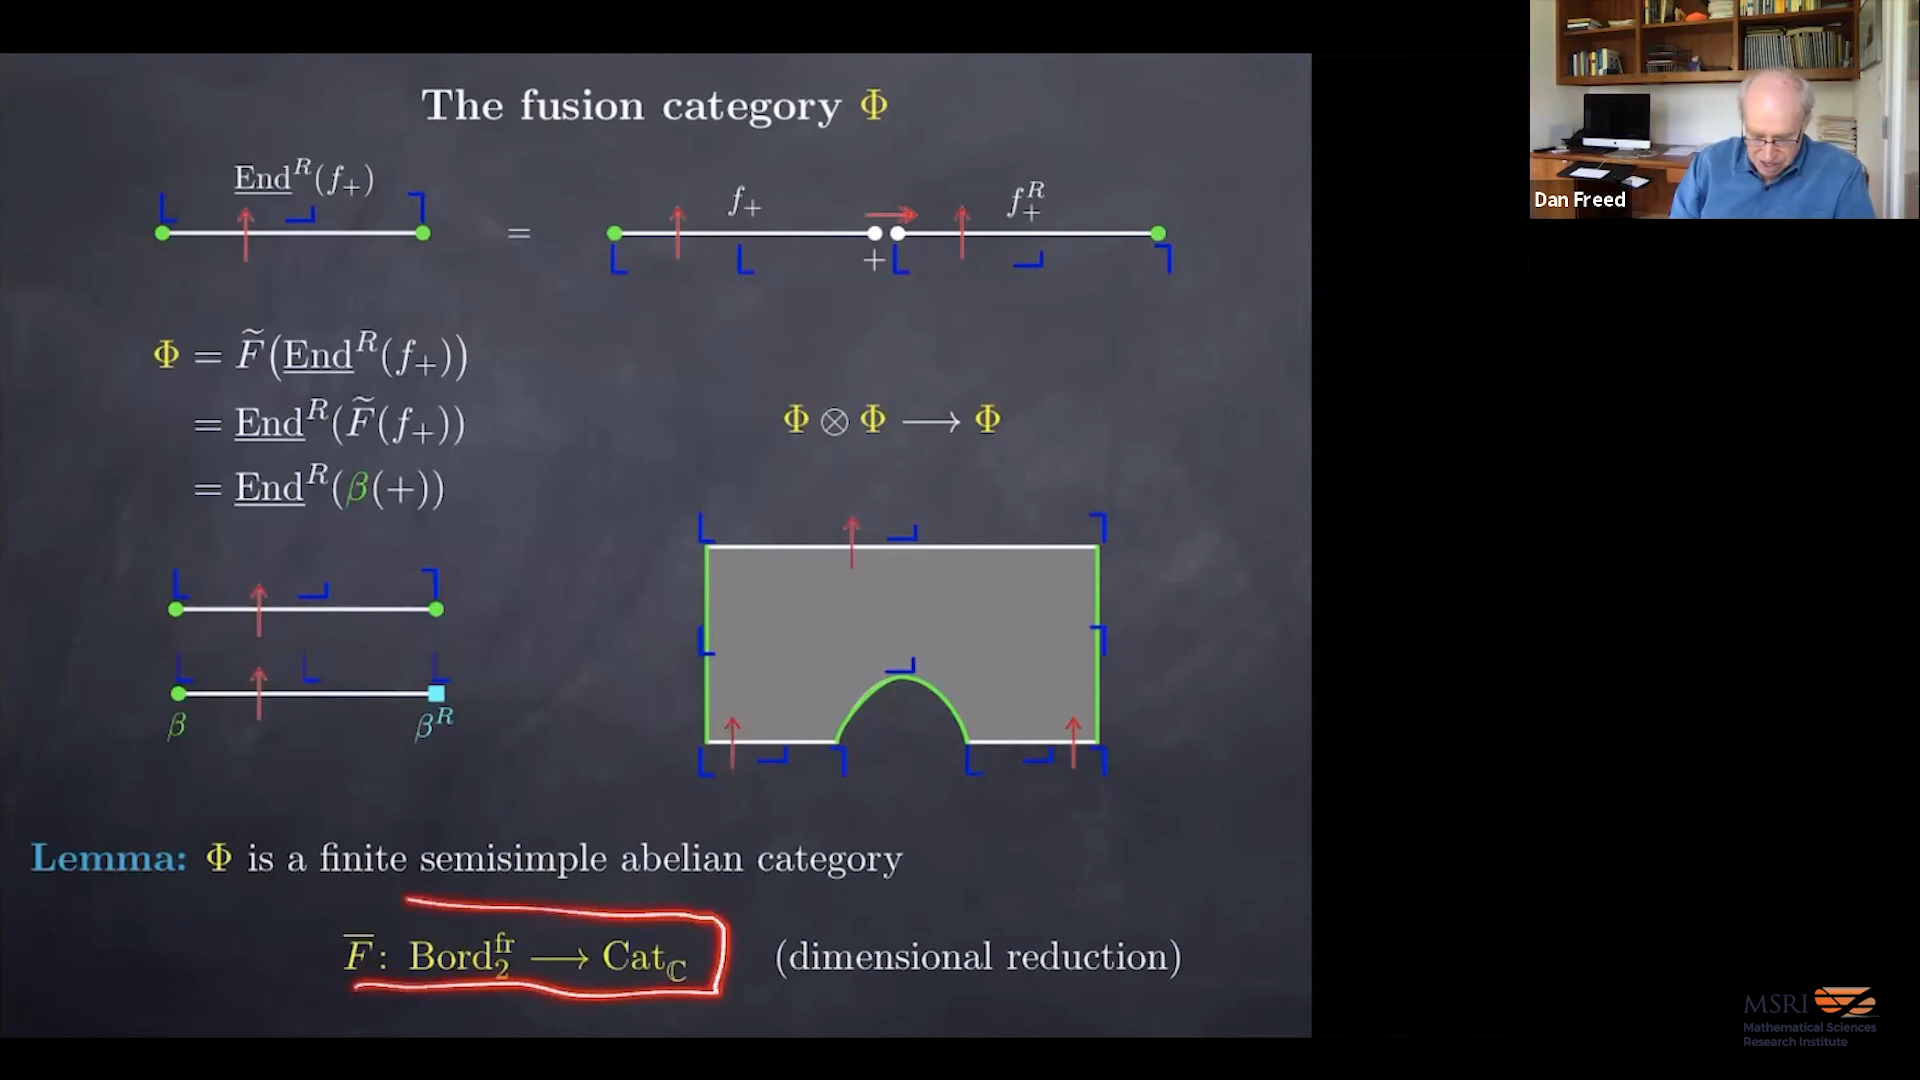 The fusion category Φ
End^R(f_+)
=
f_+
f_+^R
+
Φ = F̃(End^R(f_+))
= End^R(F̃(f_+))
= End^R(β(+))
Φ ⊗ Φ ⟶ Φ
β
β^R
Lemma: Φ is a finite semisimple abelian category
F̅ : Bord_2^fr ⟶ Cat_ℂ (dimensional reduction)
Dan Freed
MSRI
Mathematical Sciences
Research Institute